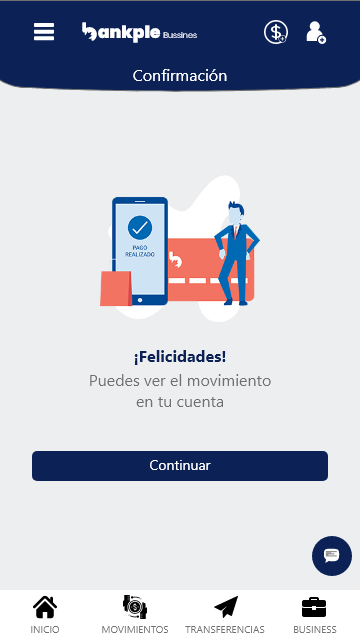 bankple Bussines
Confirmación
PAGO
REALIZADO
¡Felicidades!
Puedes ver el movimiento
en tu cuenta
Continuar
INICIO
MOVIMIENTOS
TRANSFERENCIAS
BUSINESS